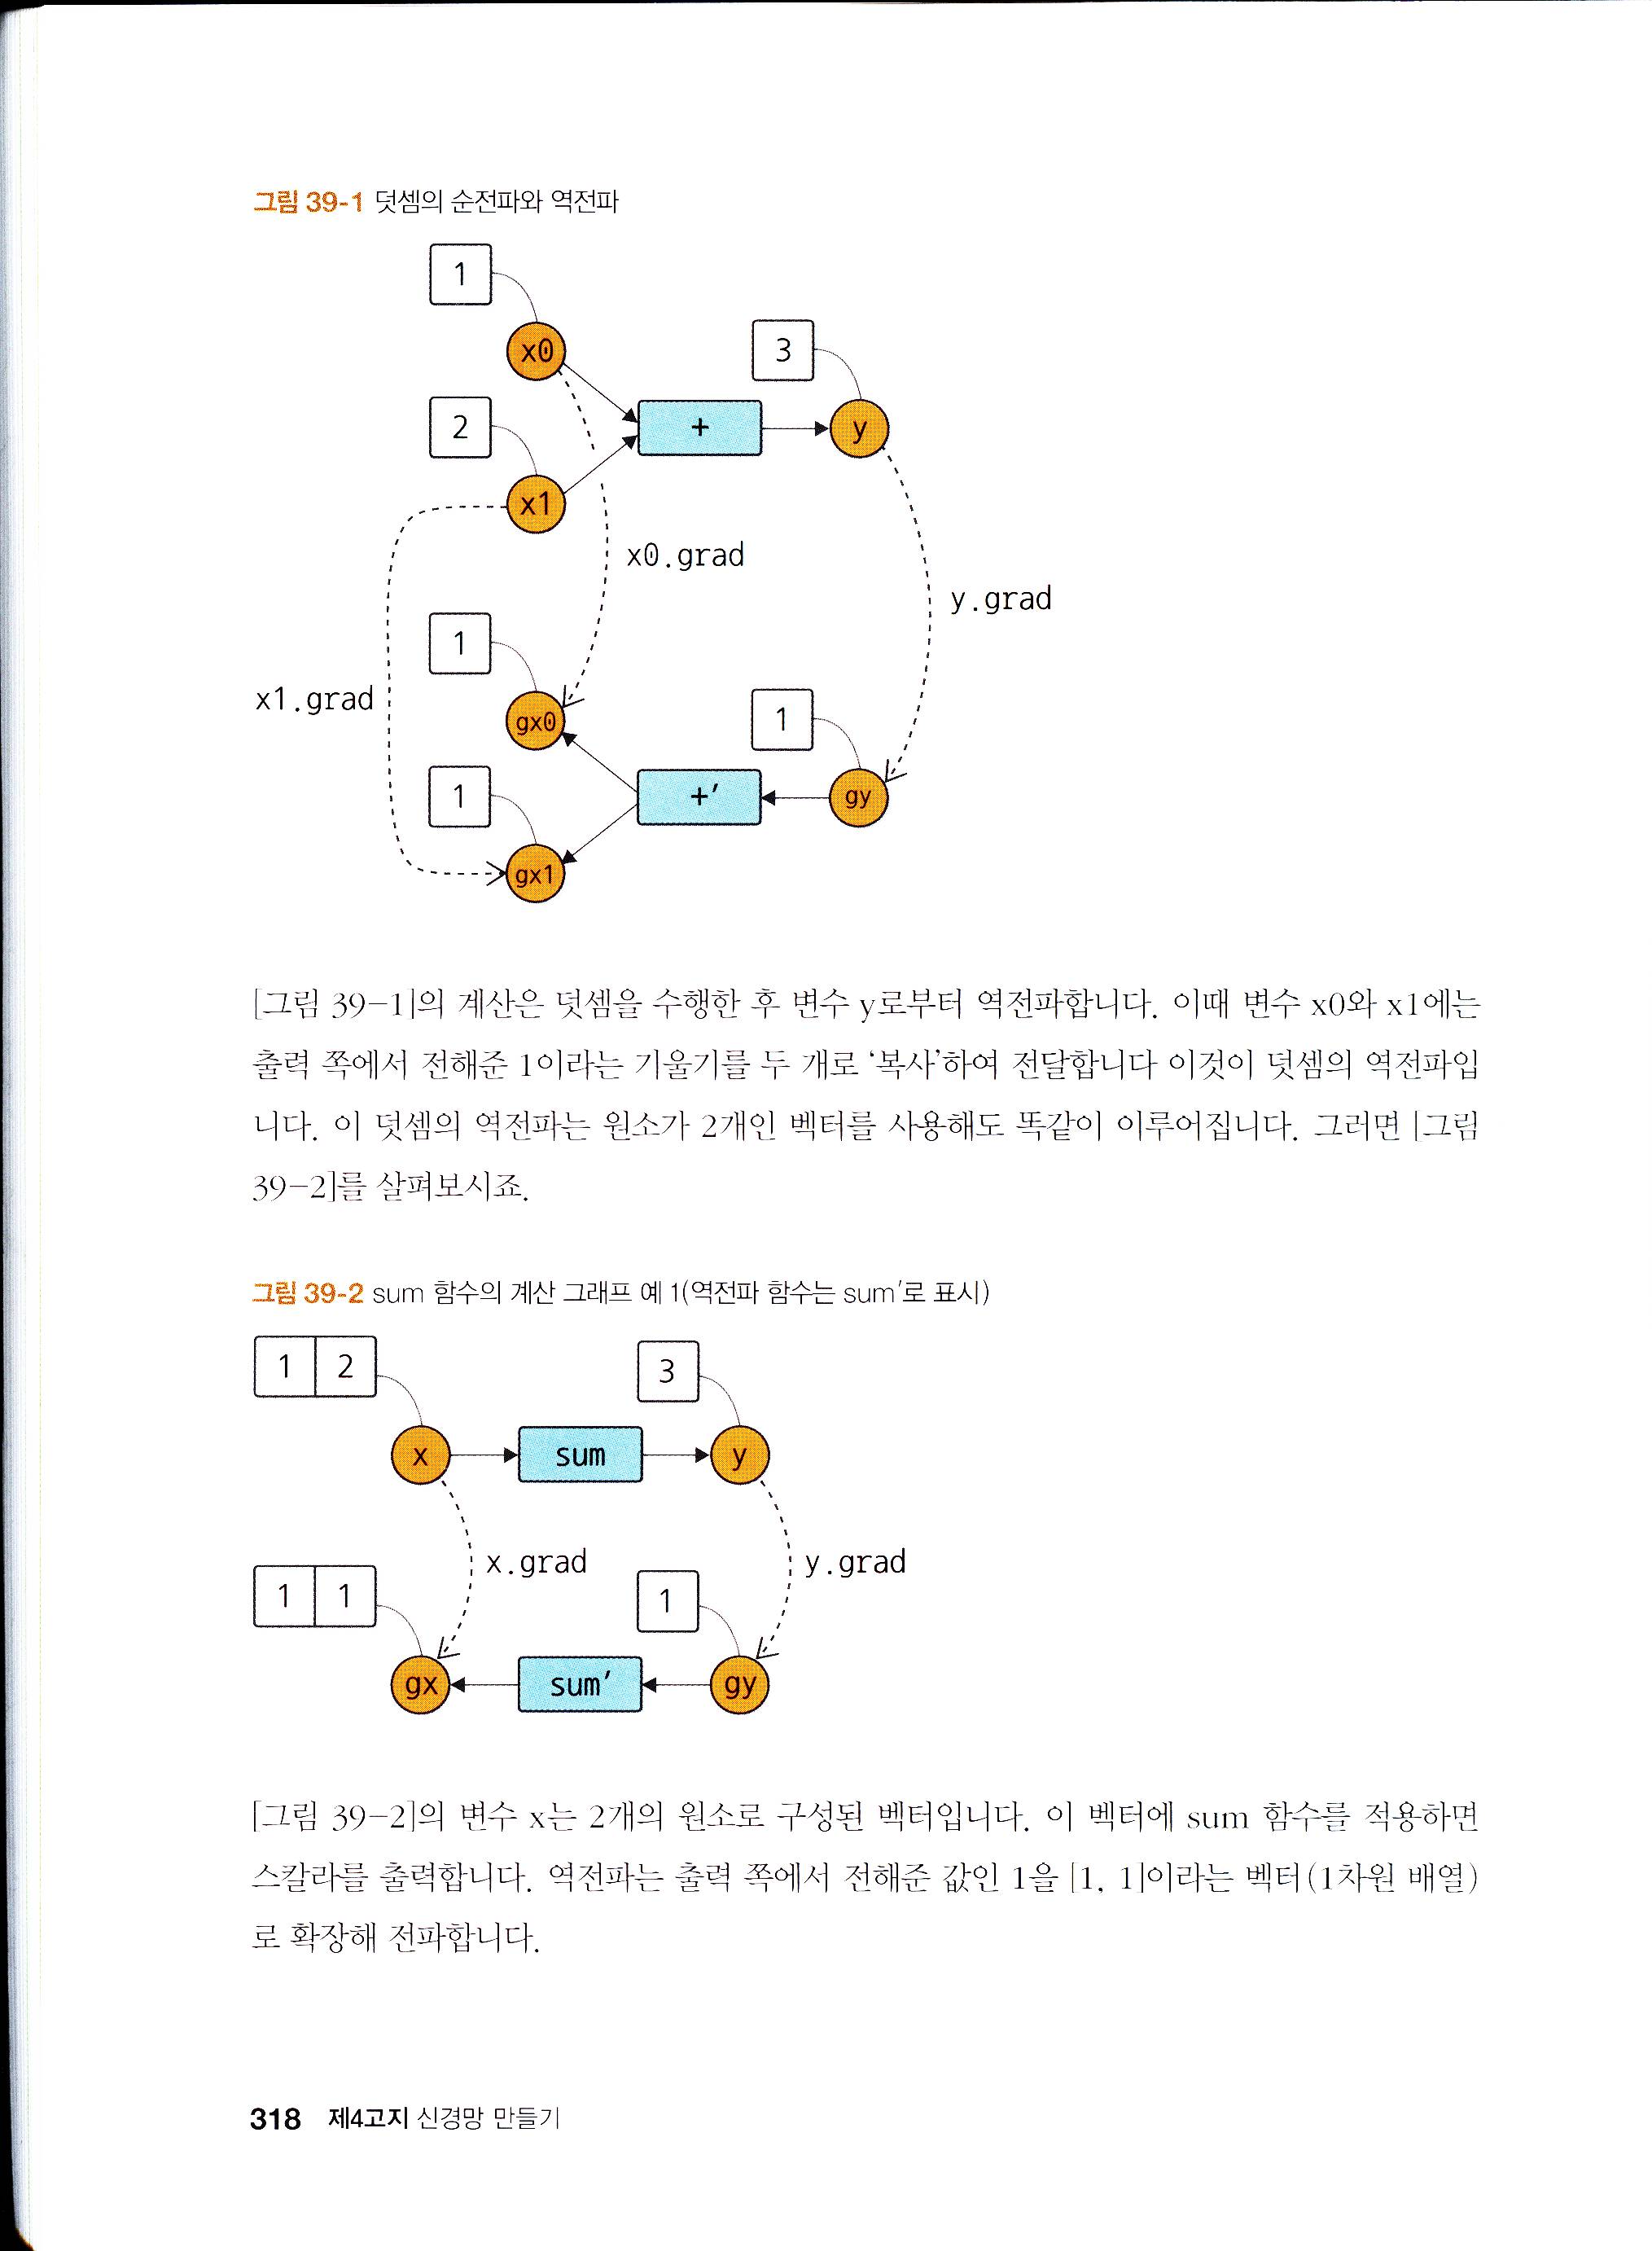 그림 39-1 덧셈의 순전파와 역전파
1
x0
3
2
+
y
x1
x0.grad
y.grad
1
x1.grad
gx0
1
1
+′
gy
gx1
[그림 39-1]의 계산은 덧셈을 수행한 후 변수 y로부터 역전파합니다. 이때 변수 x0와 x1에는
출력 쪽에서 전해준 1이라는 기울기를 두 개로 ‘복사’하여 전달합니다 이것이 덧셈의 역전파입
니다. 이 덧셈의 역전파는 원소가 2개인 벡터를 사용해도 똑같이 이루어집니다. 그러면 [그림
39-2]를 살펴보시죠.
그림 39-2 sum 함수의 계산 그래프 예 1(역전파 함수는 sum′로 표시)
1 2
3
x
sum
y
x.grad
y.grad
1 1
1
gx
sum′
gy
[그림 39-2]의 변수 x는 2개의 원소로 구성된 벡터입니다. 이 벡터에 sum 함수를 적용하면
스칼라를 출력합니다. 역전파는 출력 쪽에서 전해준 값인 1을 [1, 1]이라는 벡터(1차원 배열)
로 확장해 전파합니다.
318 제4고지 신경망 만들기